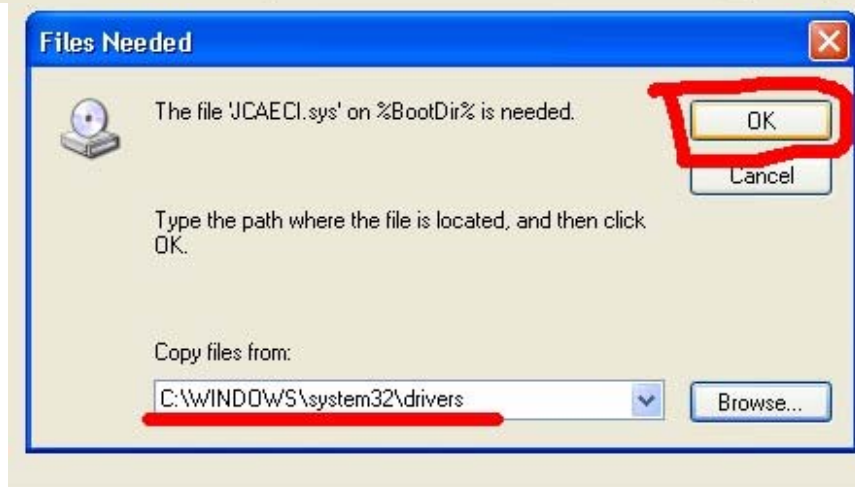 Files Needed
The file 'JCAECI.sys' on %BootDir% is needed.
OK
Cancel
Type the path where the file is located, and then click
OK.
Copy files from:
C:\WINDOWS\system32\drivers
Browse...